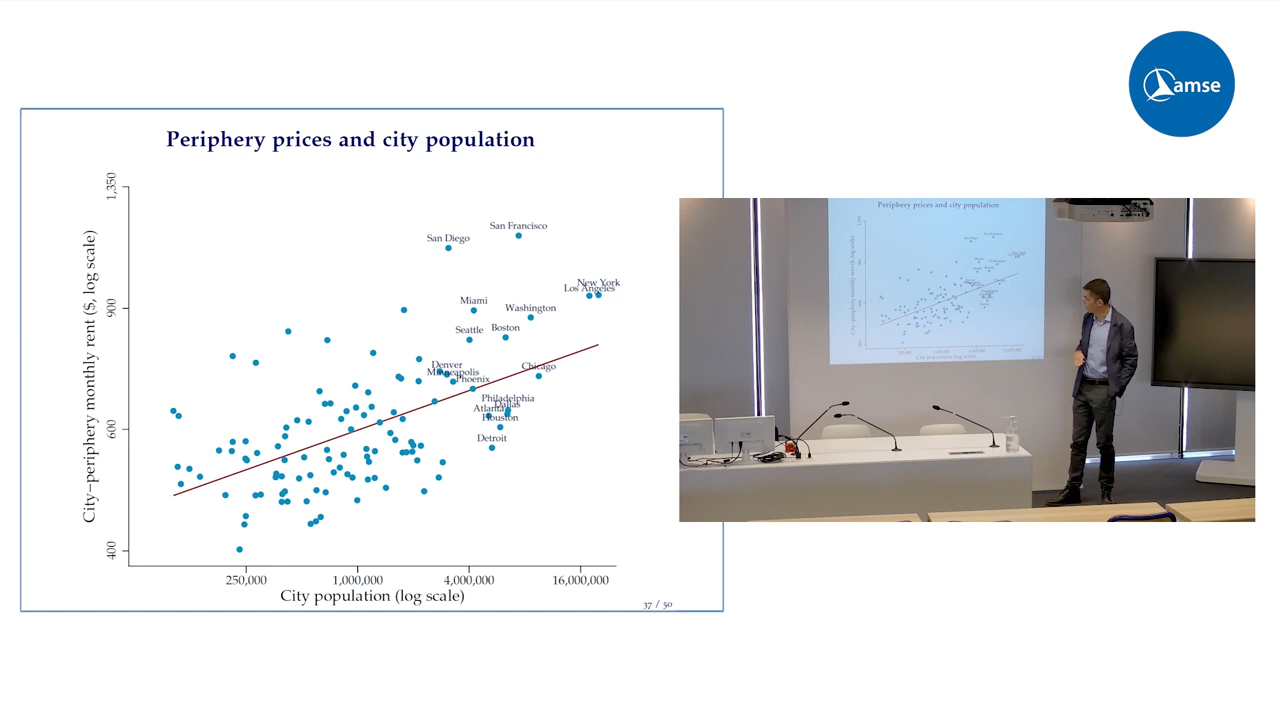 amse
Periphery prices and city population
City–periphery monthly rent ($, log scale)
1,350
900
600
400
San Francisco
San Diego
New York
Los Angeles
Miami
Washington
Seattle
Boston
Denver
Minneapolis
Phoenix
Chicago
Philadelphia
Dallas
Atlanta
Houston
Detroit
250,000
1,000,000
4,000,000
16,000,000
City population (log scale)
37 / 50
Periphery prices and city population